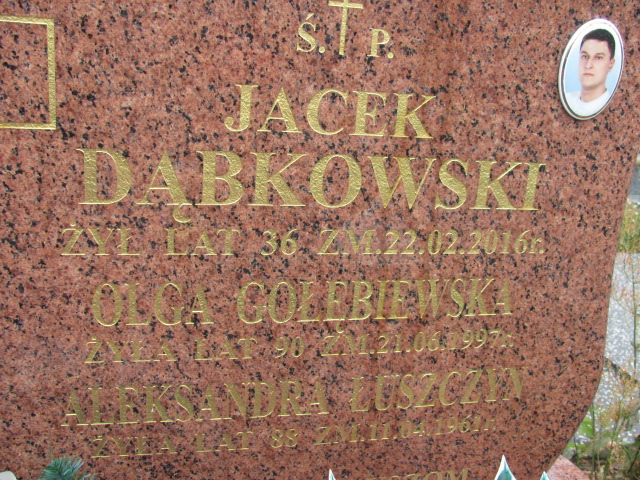 Ś. P.
JACEK
DĄBKOWSKI
ŻYŁ LAT 36 ZM.22.02.2016r.
OLGA GOŁĘBIEWSKA
ŻYŁA LAT 90 ZM.21.06.1997r.
ALEKSANDRA ŁUSZCZYN
ŻYŁA LAT 88 ZM.11.04.1962r.